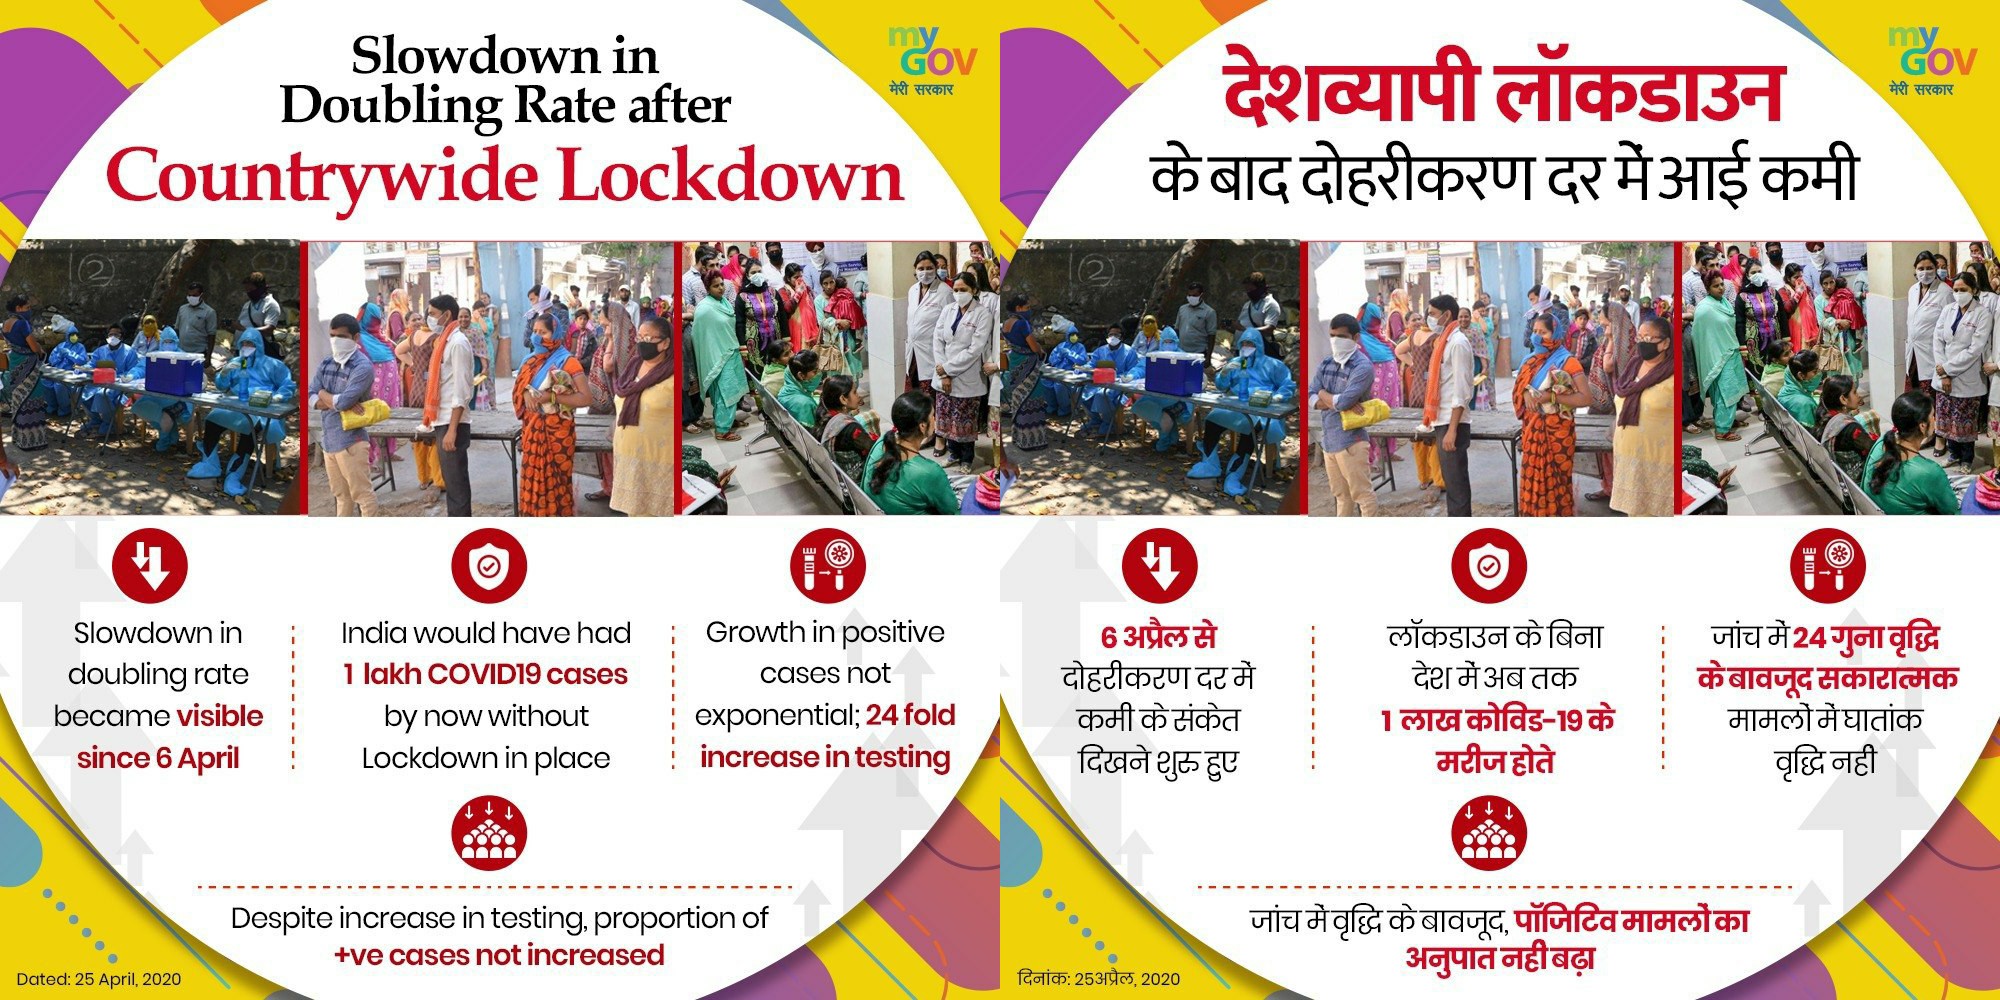 my
GOV
मेरी सरकार
Slowdown in
Doubling Rate after
Countrywide Lockdown
2
Slowdown in
doubling rate
became visible
since 6 April
India would have had
1 lakh COVID19 cases
by now without
Lockdown in place
Growth in positive
cases not
exponential; 24 fold
increase in testing
Despite increase in testing, proportion of
+ve cases not increased
Dated: 25 April, 2020
my
GOV
मेरी सरकार
देशव्यापी लॉकडाउन
के बाद दोहरीकरण दर में आई कमी
2
6 अप्रैल से
दोहरीकरण दर में
कमी के संकेत
दिखने शुरु हुए
लॉकडाउन के बिना
देश में अब तक
1 लाख कोविड-19 के
मरीज होते
जांच में 24 गुना वृद्धि
के बावजूद सकारात्मक
मामलों में घातांक
वृद्धि नही
जांच में वृद्धि के बावजूद, पॉजिटिव मामलों का
अनुपात नही बढ़ा
दिनांक: 25अप्रैल, 2020